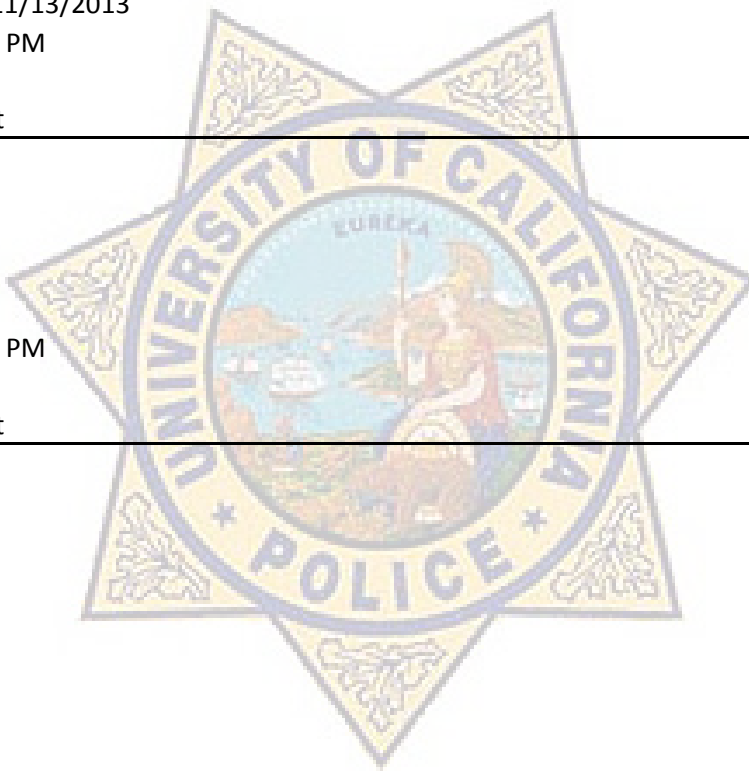 11/13/2013
PM
t
UNIVERSITY OF CALIFORNIA
EUREKA
PM
t
★ POLICE ★